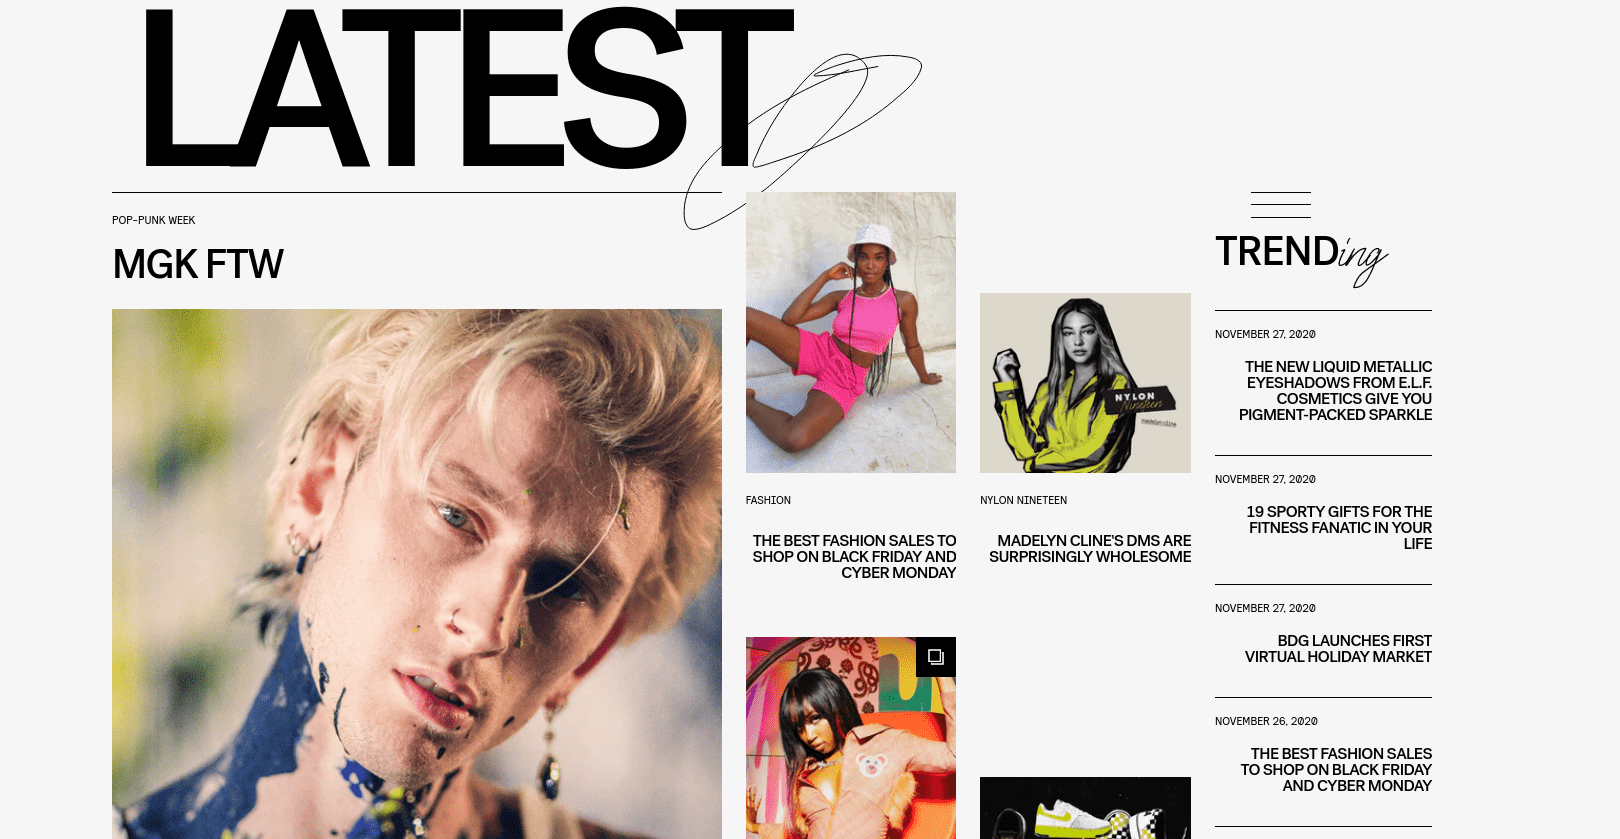 LATEST
POP-PUNK WEEK
MGK FTW
FASHION
THE BEST FASHION SALES TO
SHOP ON BLACK FRIDAY AND
CYBER MONDAY
NYLON
Nineteen
madelyn cline
NYLON NINETEEN
MADELYN CLINE'S DMS ARE
SURPRISINGLY WHOLESOME
TRENDing
NOVEMBER 27, 2020
THE NEW LIQUID METALLIC
EYESHADOWS FROM E.L.F.
COSMETICS GIVE YOU
PIGMENT-PACKED SPARKLE
NOVEMBER 27, 2020
19 SPORTY GIFTS FOR THE
FITNESS FANATIC IN YOUR
LIFE
NOVEMBER 27, 2020
BDG LAUNCHES FIRST
VIRTUAL HOLIDAY MARKET
NOVEMBER 26, 2020
THE BEST FASHION SALES
TO SHOP ON BLACK FRIDAY
AND CYBER MONDAY